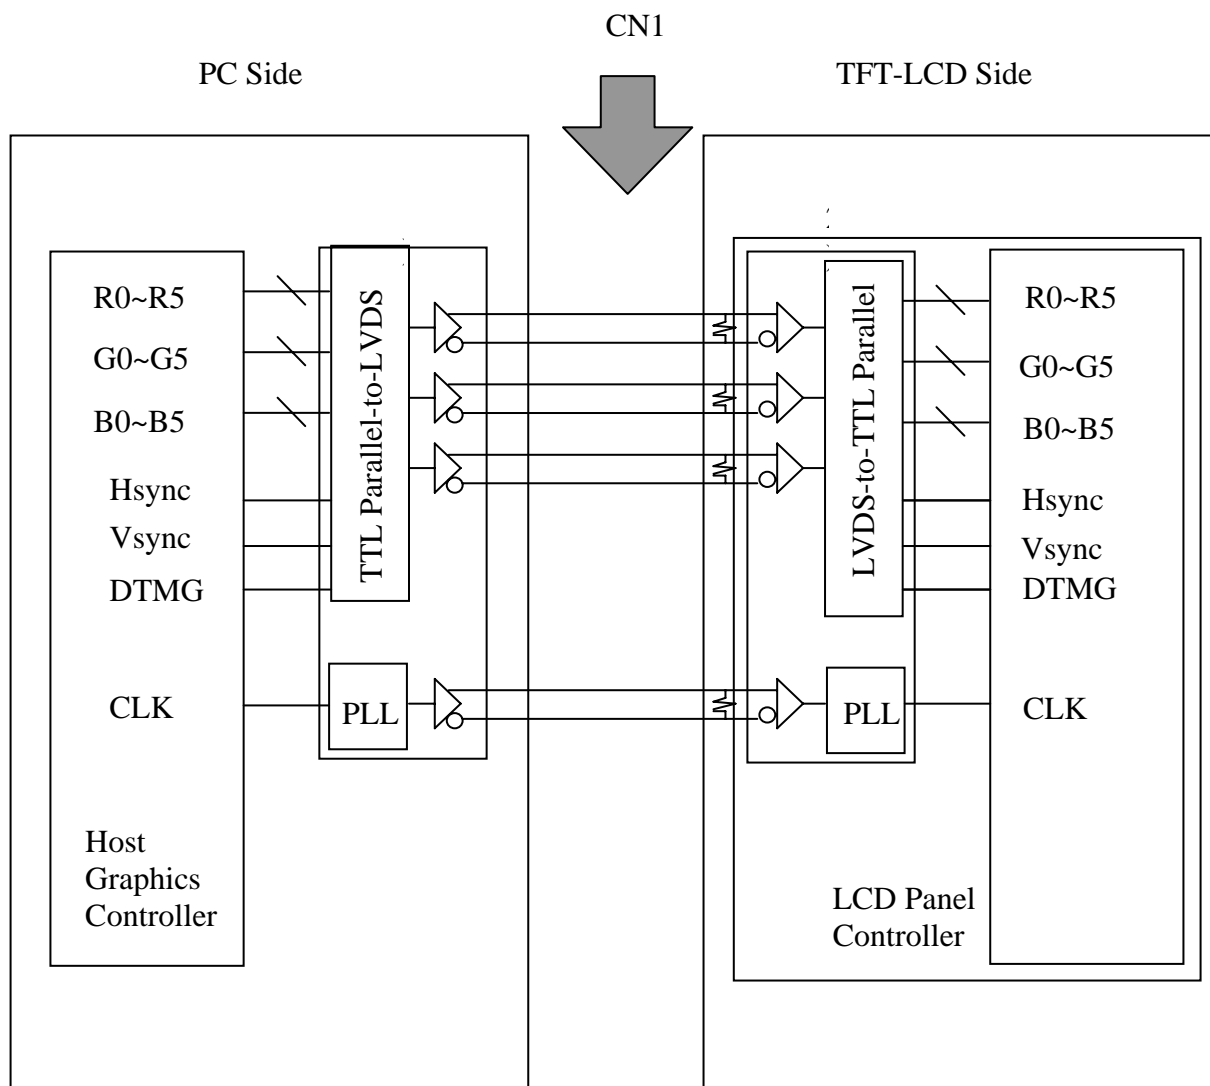 CN1
PC Side
TFT-LCD Side
R0~R5
G0~G5
B0~B5
Hsync
Vsync
DTMG
CLK
Host
Graphics
Controller
TTL Parallel-to-LVDS
PLL
LVDS-to-TTL Parallel
PLL
R0~R5
G0~G5
B0~B5
Hsync
Vsync
DTMG
CLK
LCD Panel
Controller